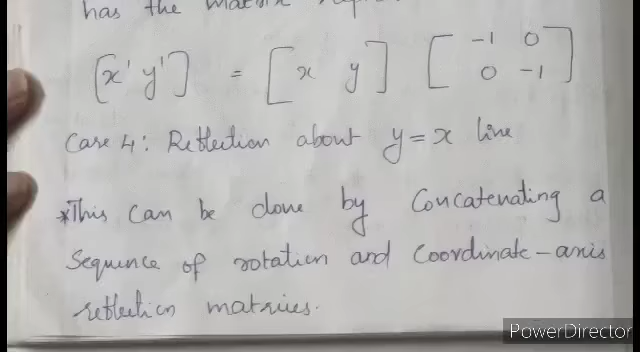 has the matrix
[x' y'] = [x y] [-1 0
0 -1]
Case 4: Reflection about y=x line
*This can be done by Concatenating a
Sequence of rotation and Coordinate-axis
reflection matrices.
PowerDirector